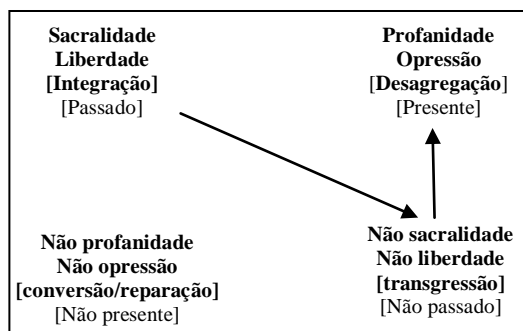 Sacralidade
Liberdade
[Integração]
[Passado]
Profanidade
Opressão
[Desagregação]
[Presente]
Não profanidade
Não opressão
[conversão/reparação]
[Não presente]
Não sacralidade
Não liberdade
[transgressão]
[Não passado]